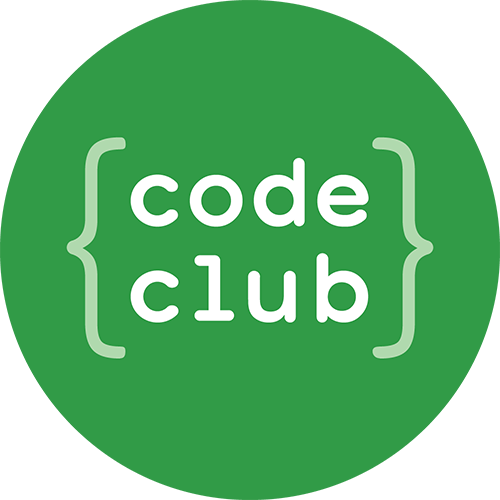 { code
club }